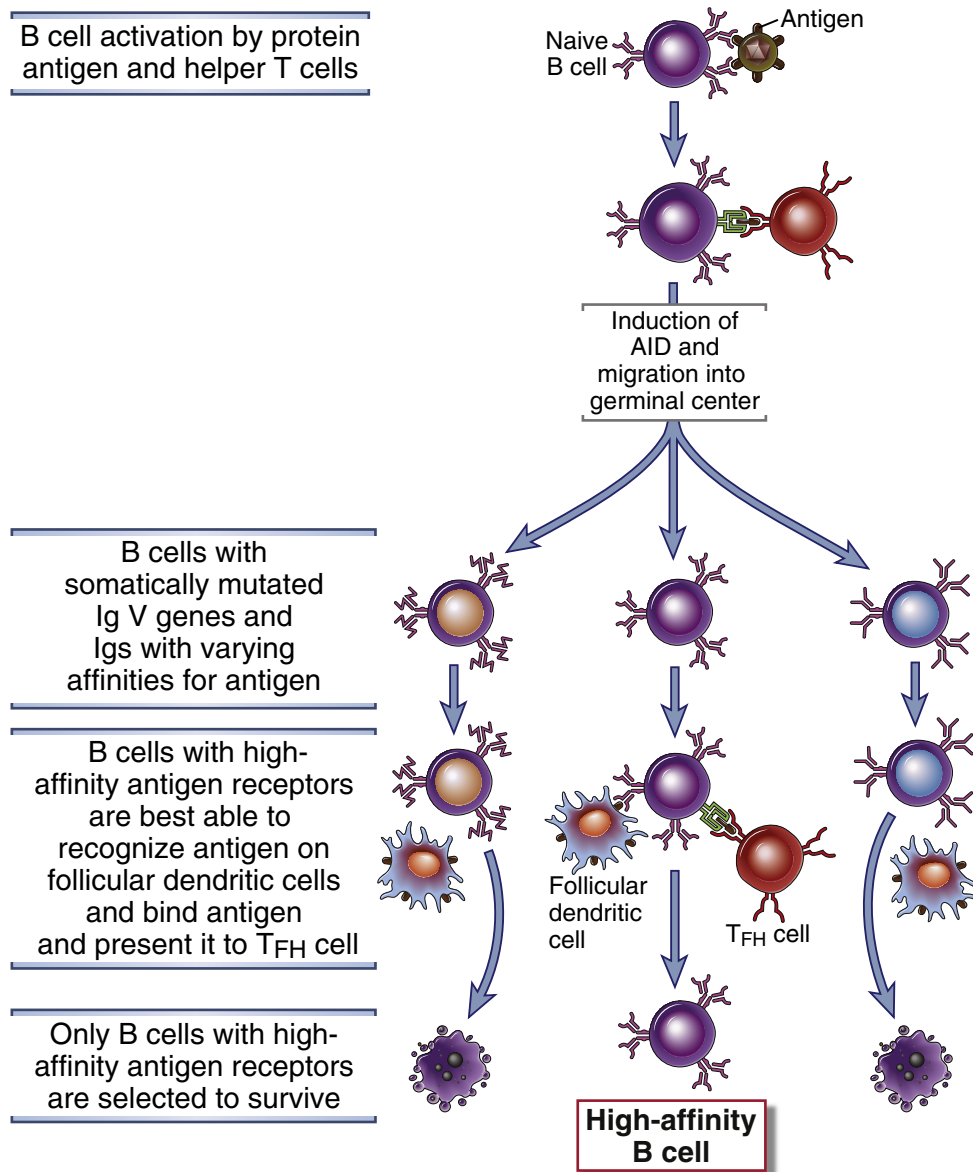 B cell activation by protein
antigen and helper T cells
Naive
B cell
Antigen
Induction of
AID and
migration into
germinal center
B cells with
somatically mutated
Ig V genes and
Igs with varying
affinities for antigen
B cells with high-
affinity antigen receptors
are best able to
recognize antigen on
follicular dendritic cells
and bind antigen
and present it to TFH cell
Follicular
dendritic
cell
TFH cell
Only B cells with high-
affinity antigen receptors
are selected to survive
High-affinity
B cell